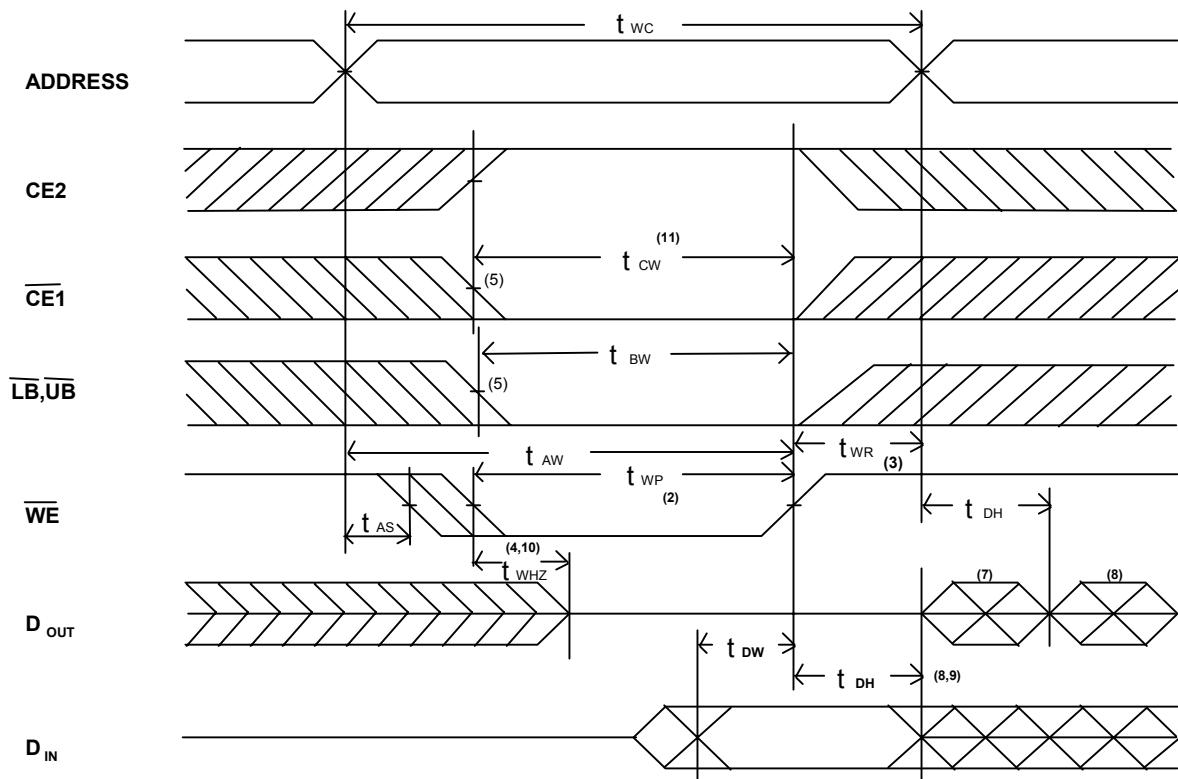 t WC
ADDRESS
CE2
(11)
t CW
CE1
(5)
t BW
LB,UB
(5)
t AW
t WR
(3)
t WP
(2)
WE
t AS
t DH
(4,10)
t WHZ
(7)
(8)
D OUT
t DW
t DH
(8,9)
D IN